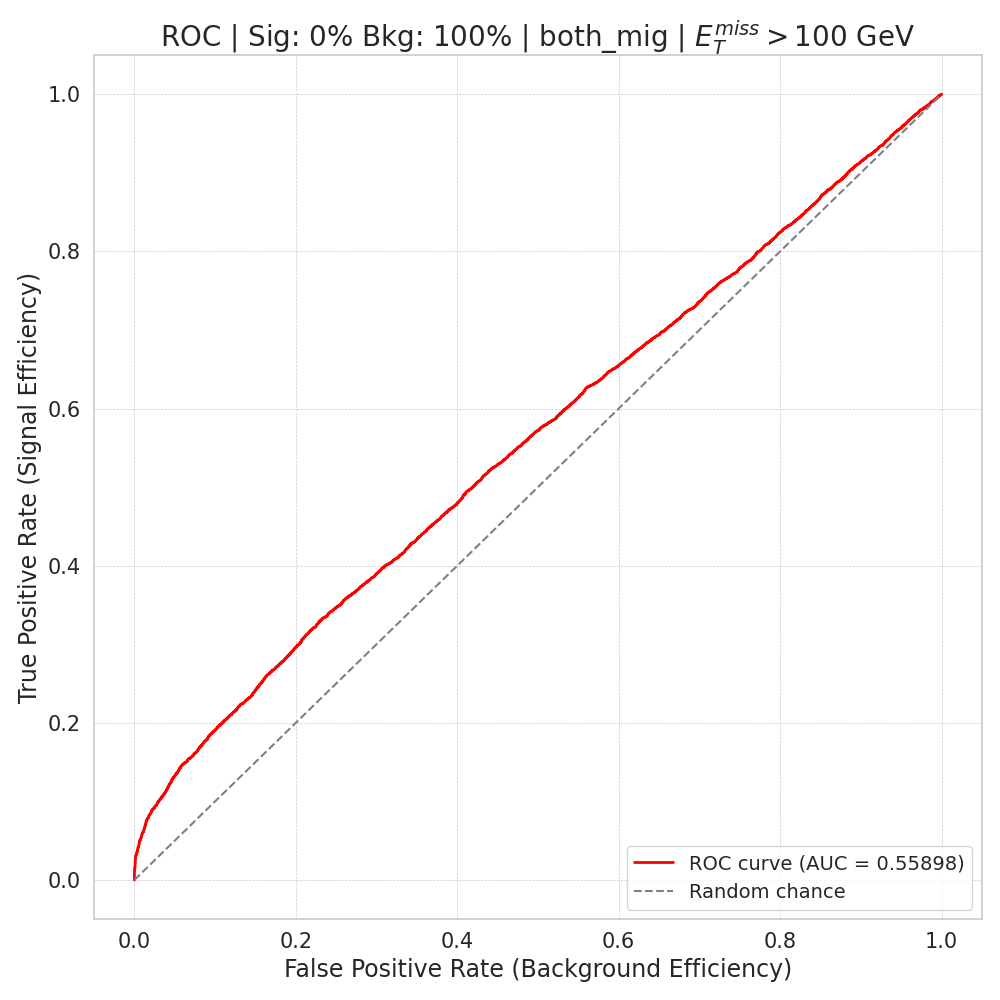 ROC | Sig: 0% Bkg: 100% | both_mig | $E_T^{miss} > 100$ GeV
1.0
0.8
0.6
0.4
0.2
0.0
True Positive Rate (Signal Efficiency)
ROC curve (AUC = 0.55898)
Random chance
0.0 0.2 0.4 0.6 0.8 1.0
False Positive Rate (Background Efficiency)